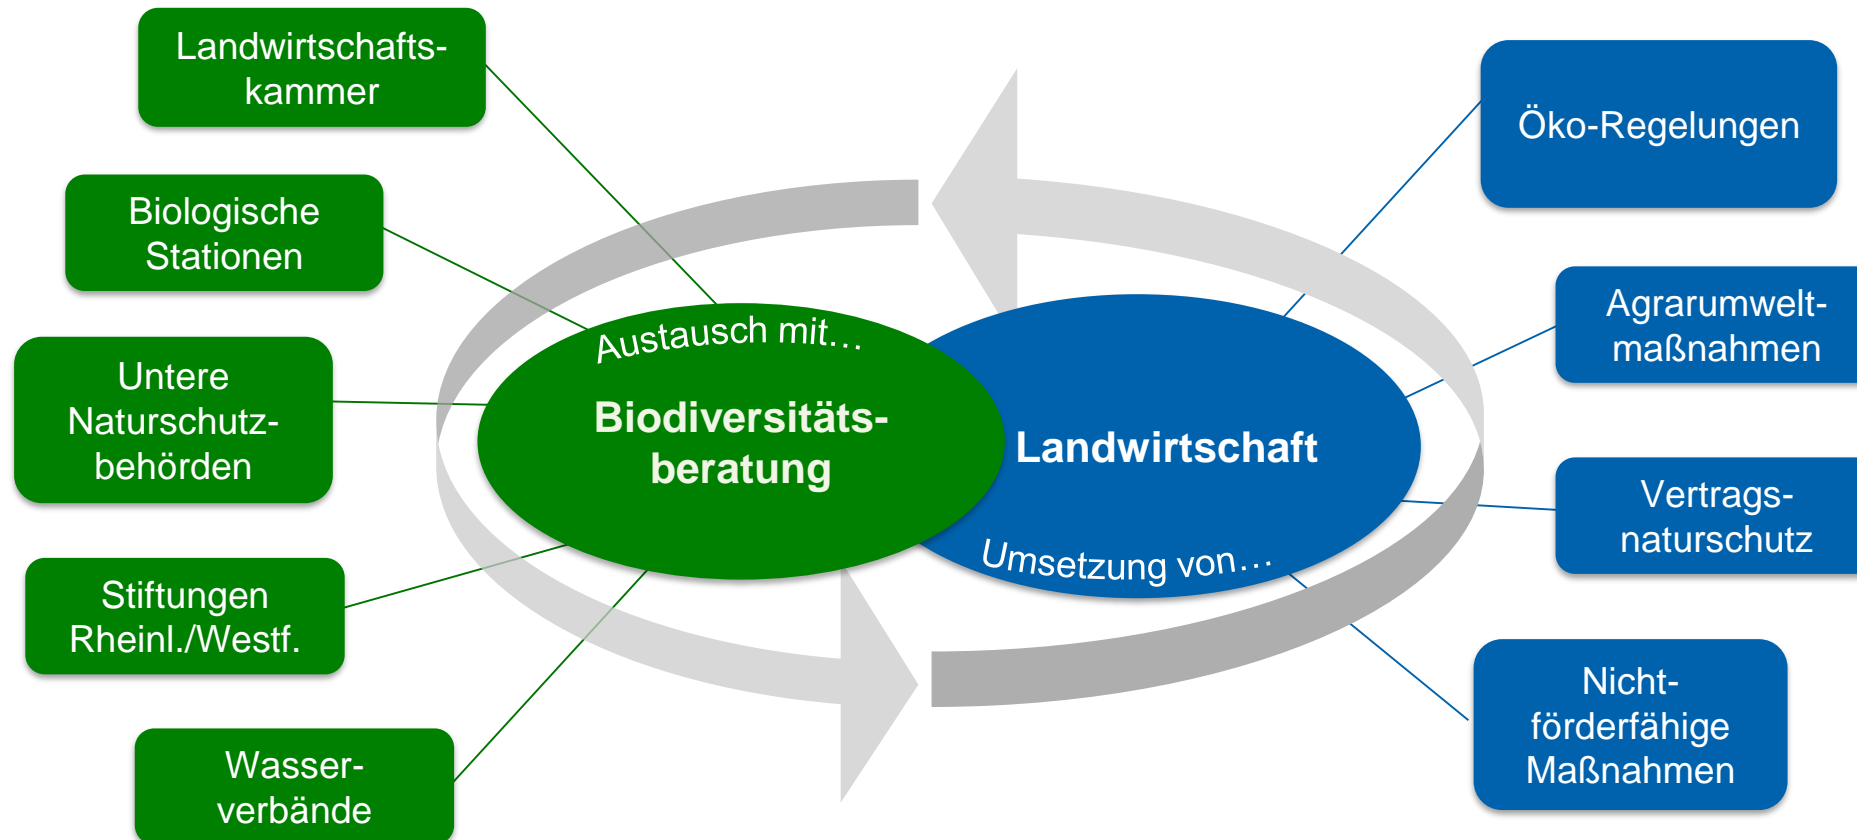 Landwirtschafts-
kammer
Biologische
Stationen
Untere
Naturschutz-
behörden
Stiftungen
Rheinl./Westf.
Wasser-
verbände
Austausch mit...
Biodiversitäts-
beratung
Landwirtschaft
Umsetzung von...
Öko-Regelungen
Agrarumwelt-
maßnahmen
Vertrags-
naturschutz
Nicht-
förderfähige
Maßnahmen